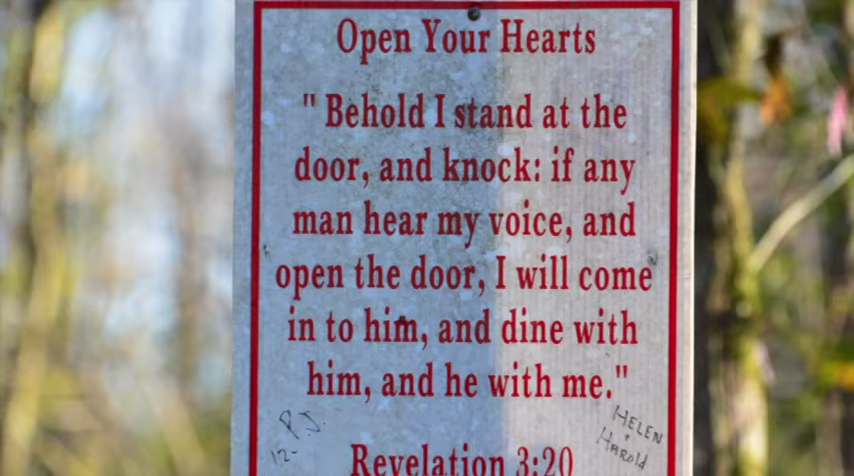 Open Your Hearts
" Behold I stand at the
door, and knock: if any
man hear my voice, and
open the door, I will come
in to him, and dine with
him, and he with me."
P.J.
12-
HELEN
Harold
Revelation 3:20